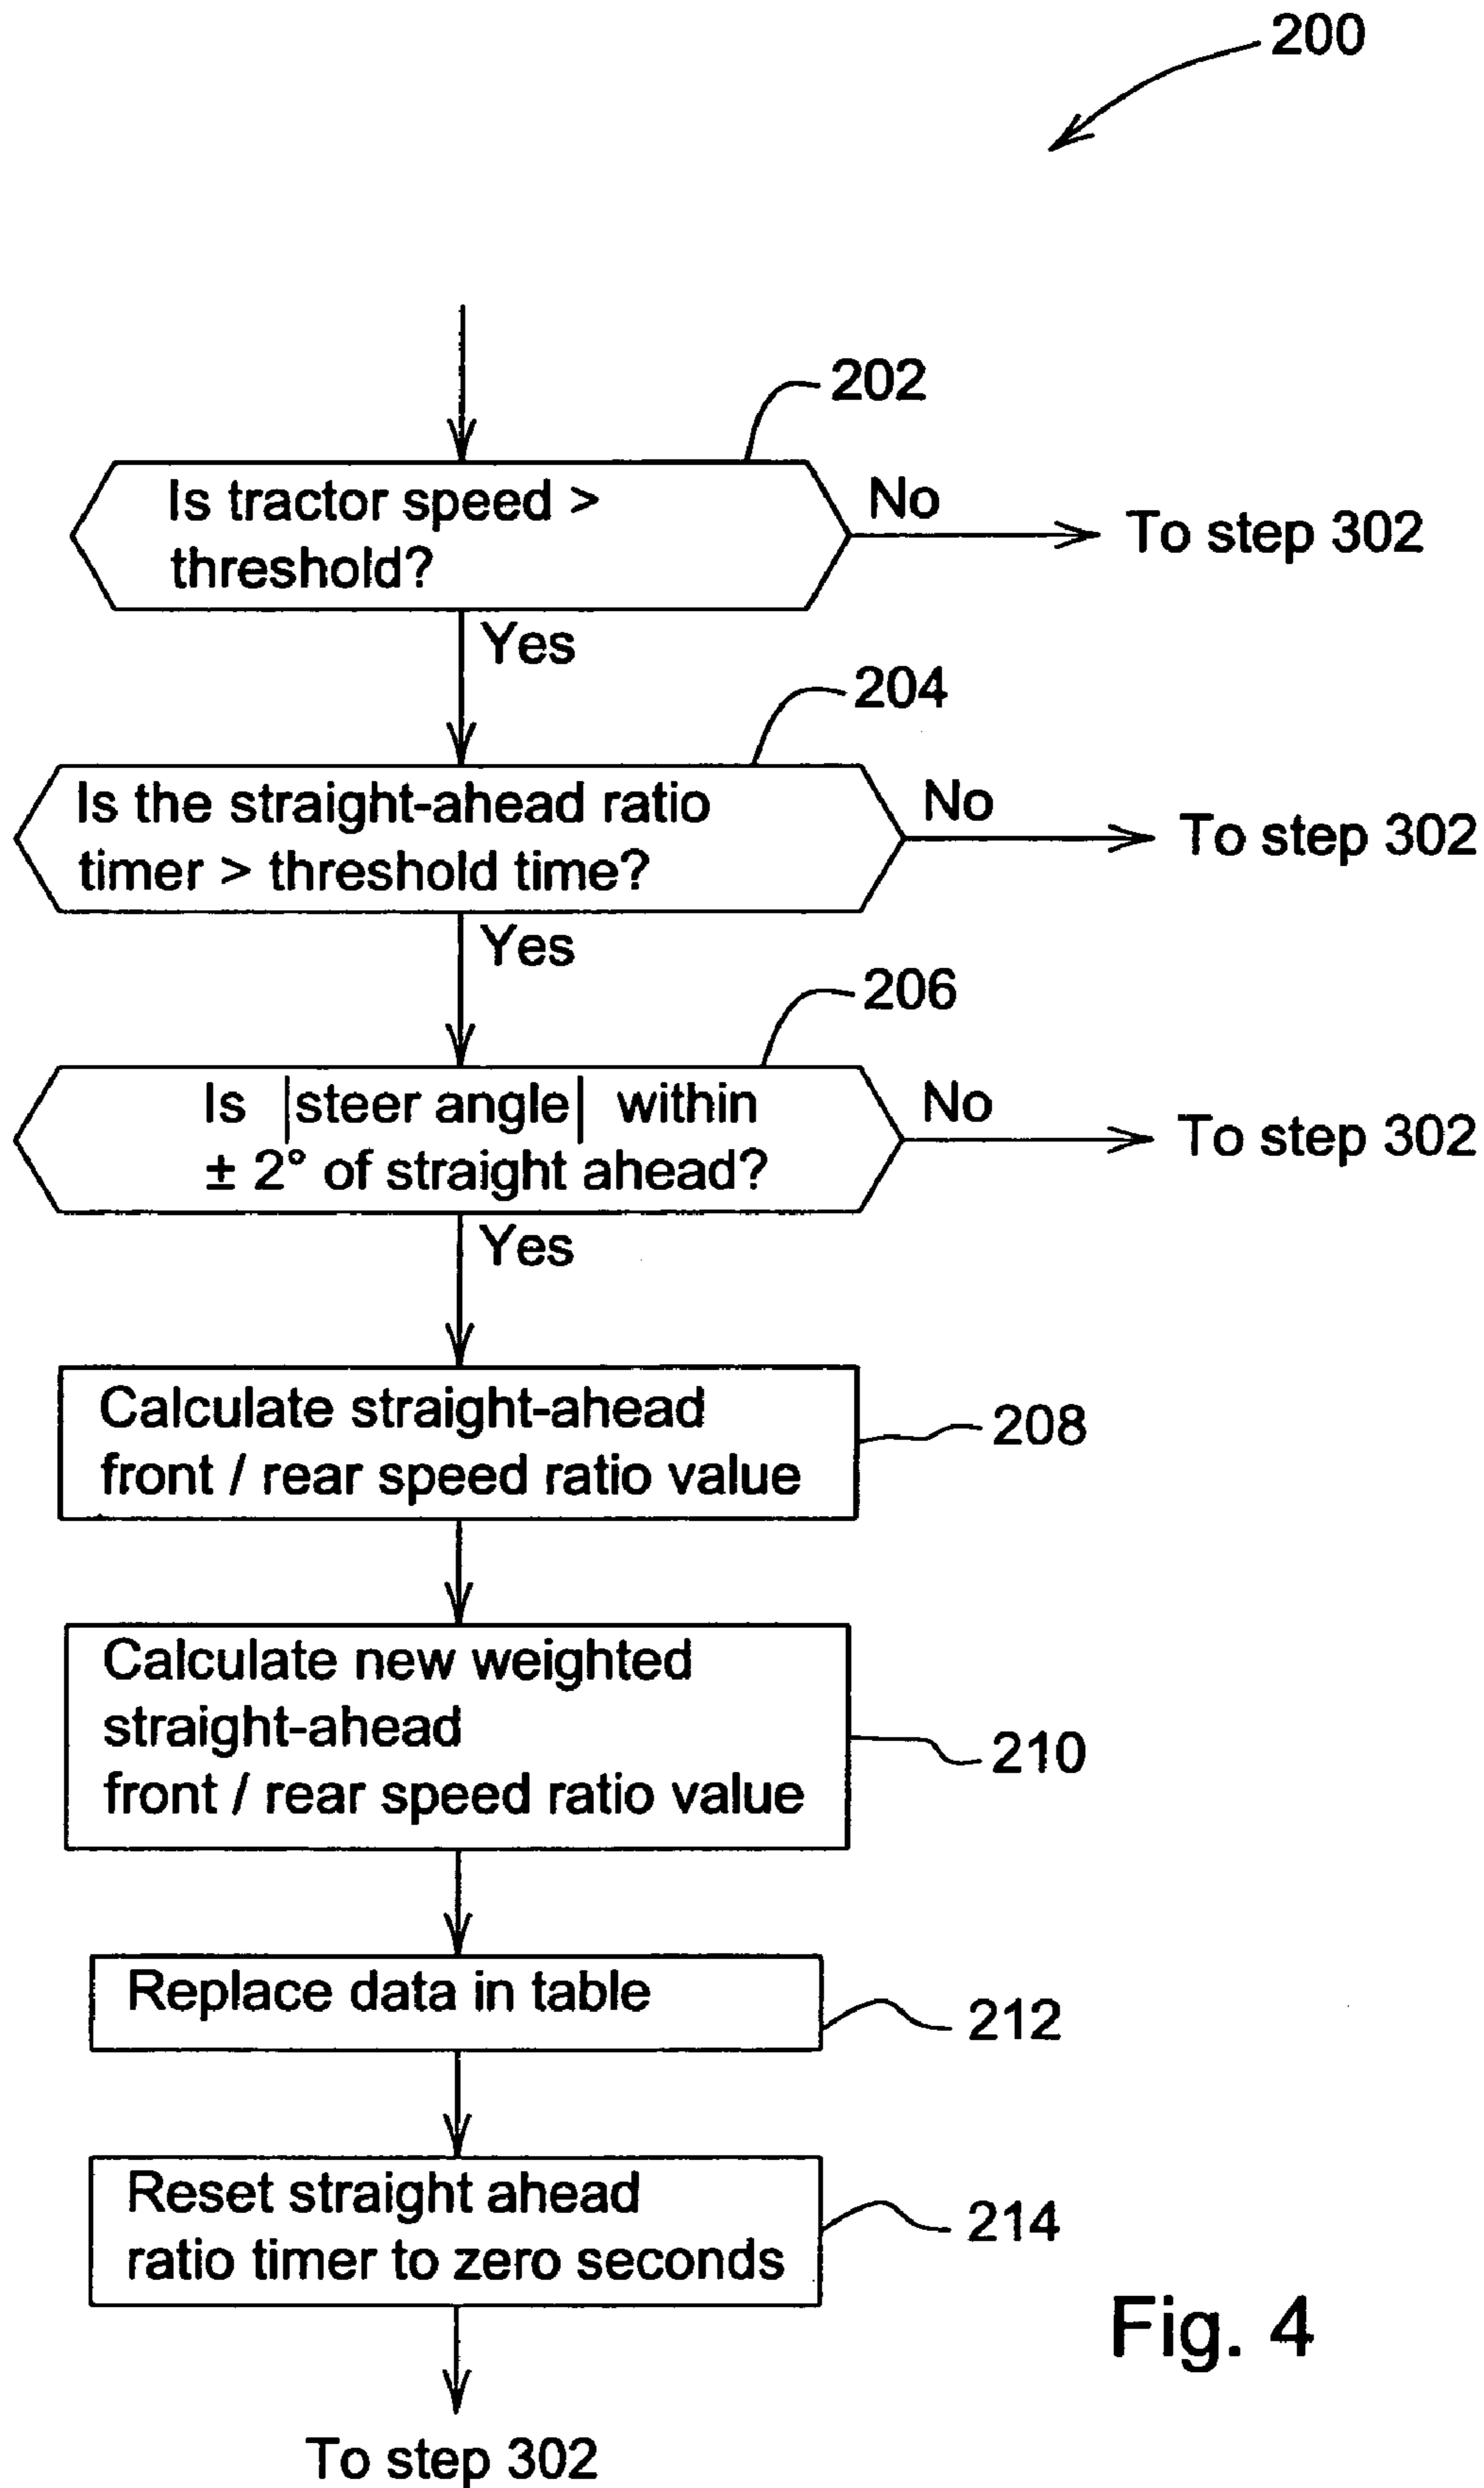 200
202
Is tractor speed >
threshold?
No
To step 302
Yes
204
Is the straight-ahead ratio
timer > threshold time?
No
To step 302
Yes
206
Is |steer angle| within
± 2° of straight ahead?
No
To step 302
Yes
Calculate straight-ahead
front / rear speed ratio value
208
Calculate new weighted
straight-ahead
front / rear speed ratio value
210
Replace data in table
212
Reset straight ahead
ratio timer to zero seconds
214
Fig. 4
To step 302